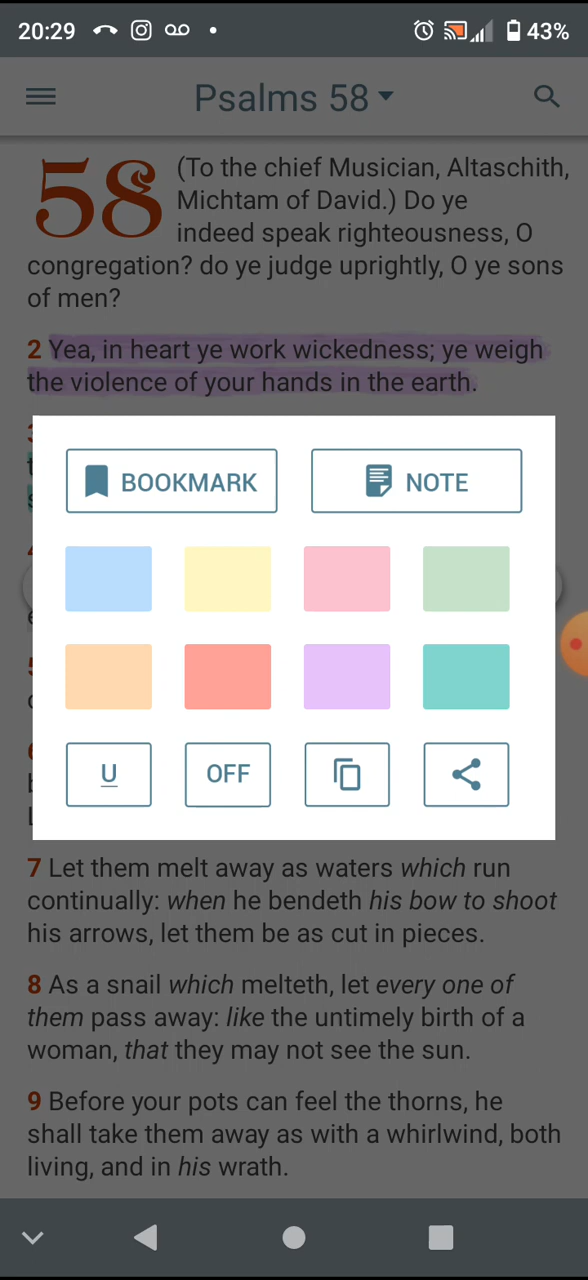 20:29
43%
Psalms 58
58 (To the chief Musician, Altaschith,
Michtam of David.) Do ye
indeed speak righteousness, O
congregation? do ye judge uprightly, O ye sons
of men?
2 Yea, in heart ye work wickedness; ye weigh
the violence of your hands in the earth.
BOOKMARK
NOTE
U
OFF
7 Let them melt away as waters which run
continually: when he bendeth his bow to shoot
his arrows, let them be as cut in pieces.
8 As a snail which melteth, let every one of
them pass away: like the untimely birth of a
woman, that they may not see the sun.
9 Before your pots can feel the thorns, he
shall take them away as with a whirlwind, both
living, and in his wrath.